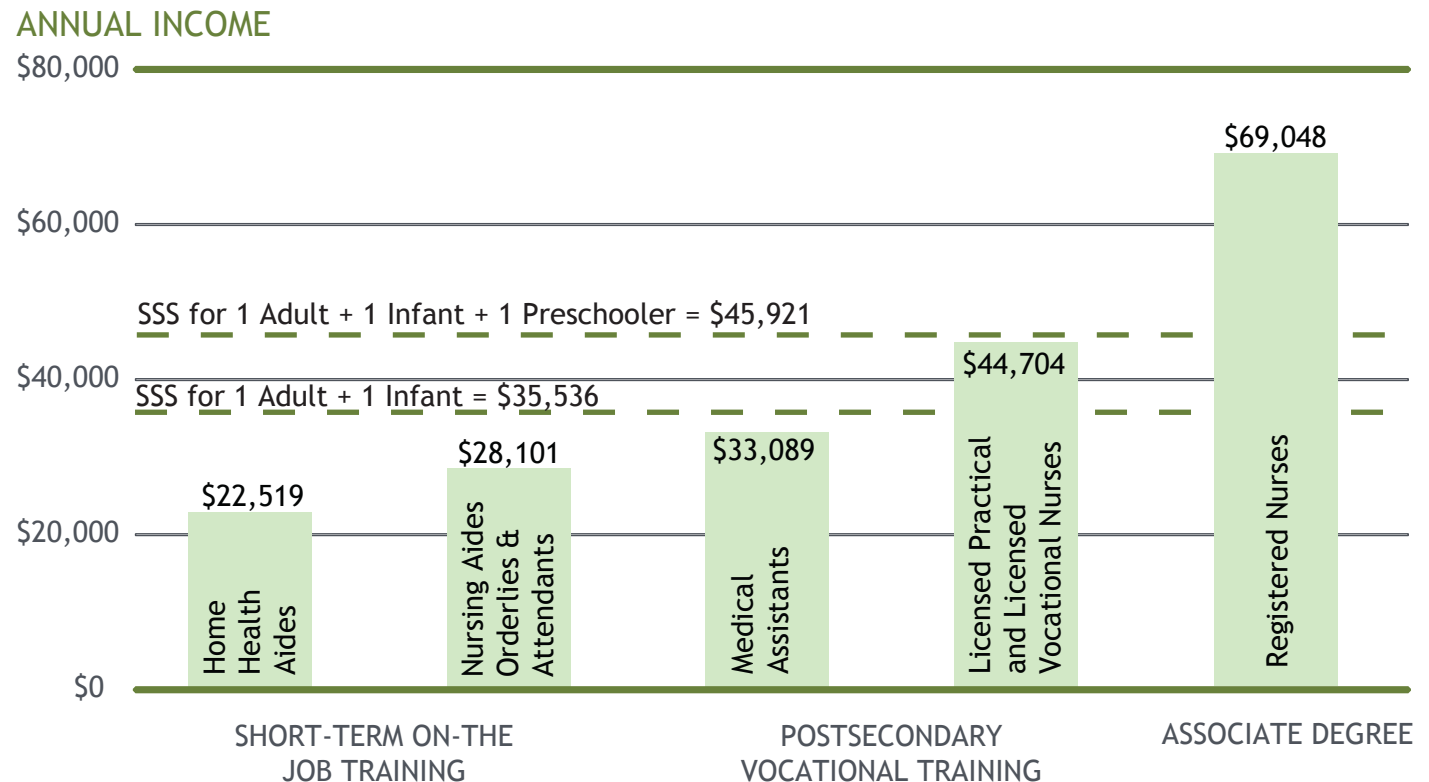 ANNUAL INCOME
$80,000
$69,048
$60,000
SSS for 1 Adult + 1 Infant + 1 Preschooler = $45,921
$44,704
$40,000
SSS for 1 Adult + 1 Infant = $35,536
$33,089
$28,101
$22,519
$20,000
Home
Health
Aides
Nursing Aides
Orderlies &
Attendants
Medical
Assistants
Licensed Practical
and Licensed
Vocational Nurses
Registered Nurses
$0
SHORT-TERM ON-THE
JOB TRAINING
POSTSECONDARY
VOCATIONAL TRAINING
ASSOCIATE DEGREE